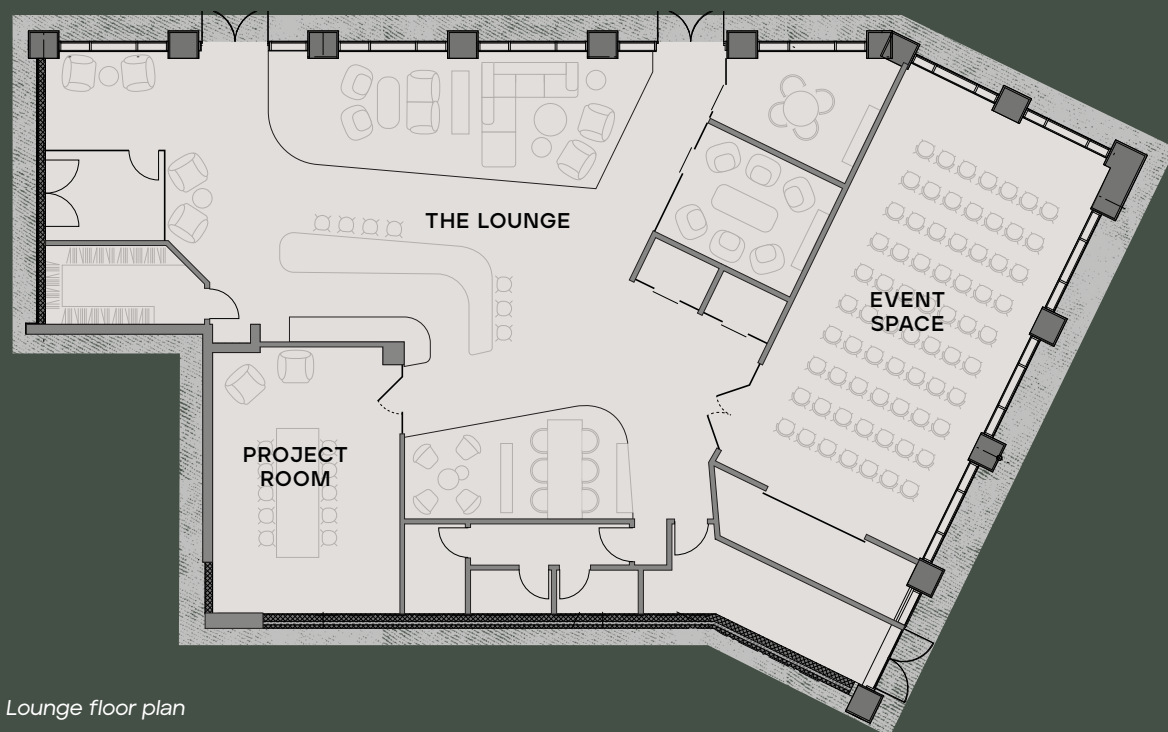 THE LOUNGE
EVENT
SPACE
PROJECT
ROOM
Lounge floor plan